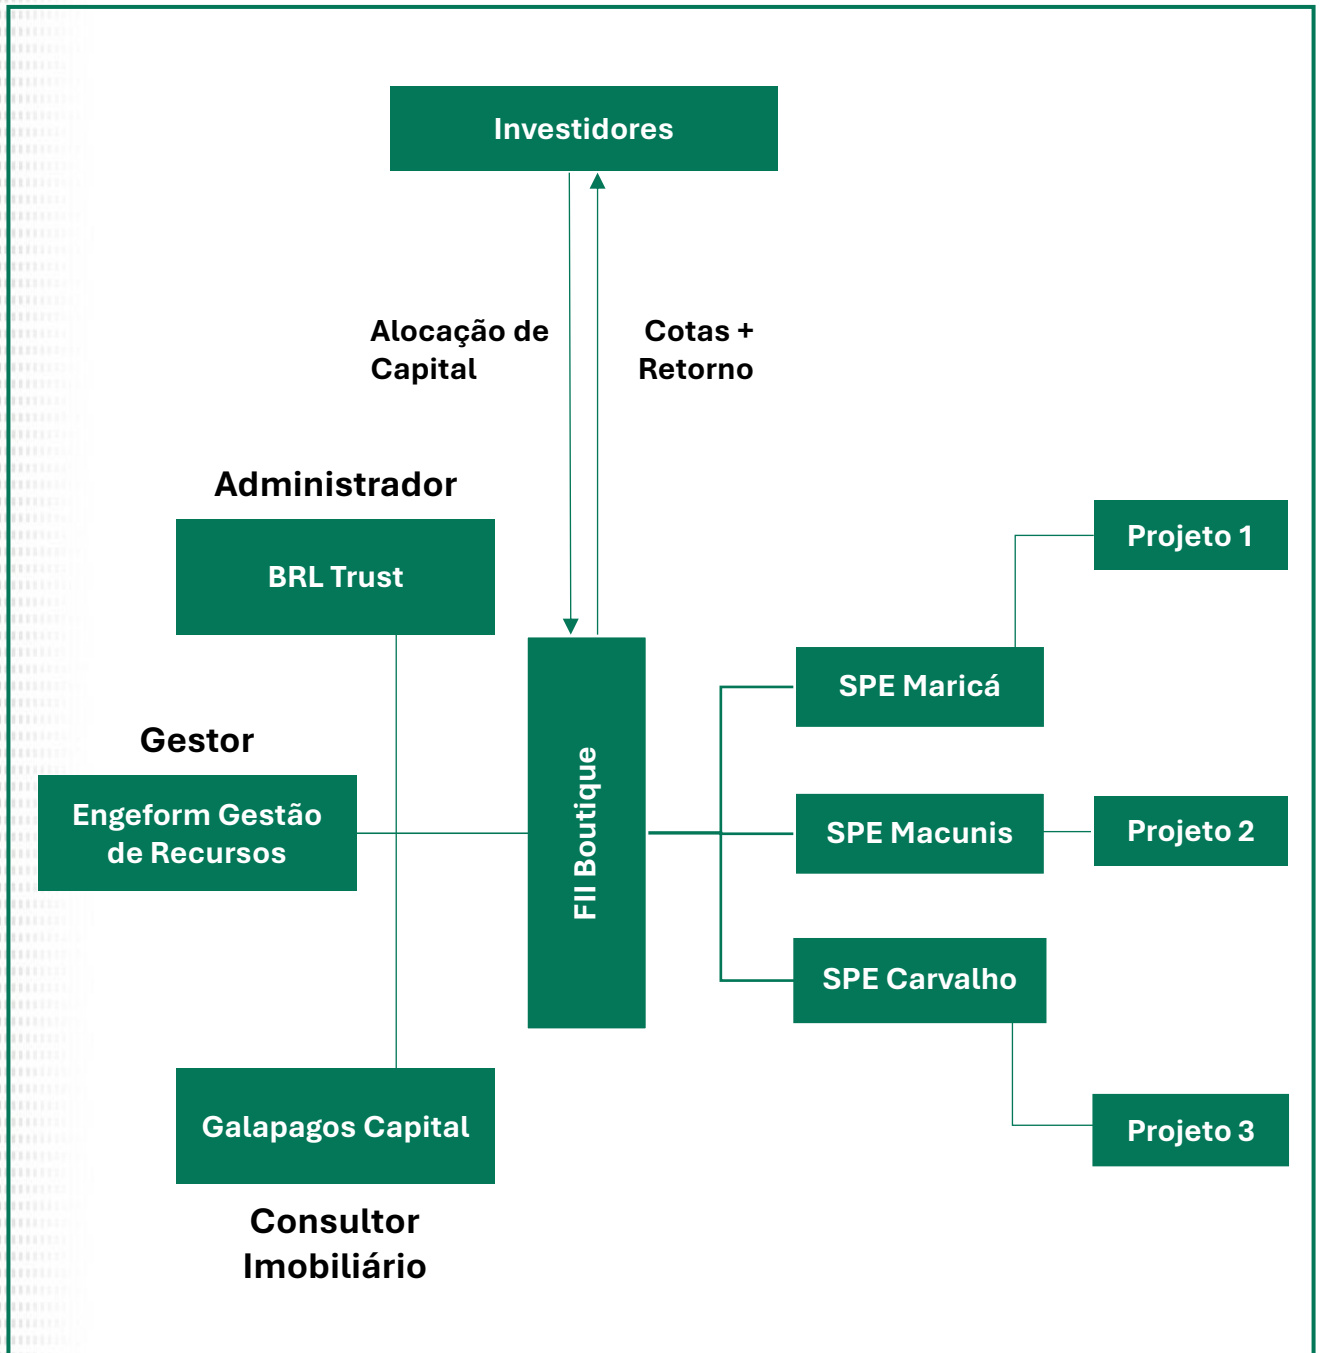 Investidores
Alocação de
Capital
Cotas +
Retorno
Administrador
BRL Trust
Gestor
Engeform Gestão
de Recursos
Galapagos Capital
Consultor
Imobiliário
FII Boutique
SPE Maricá
SPE Macunis
SPE Carvalho
Projeto 1
Projeto 2
Projeto 3